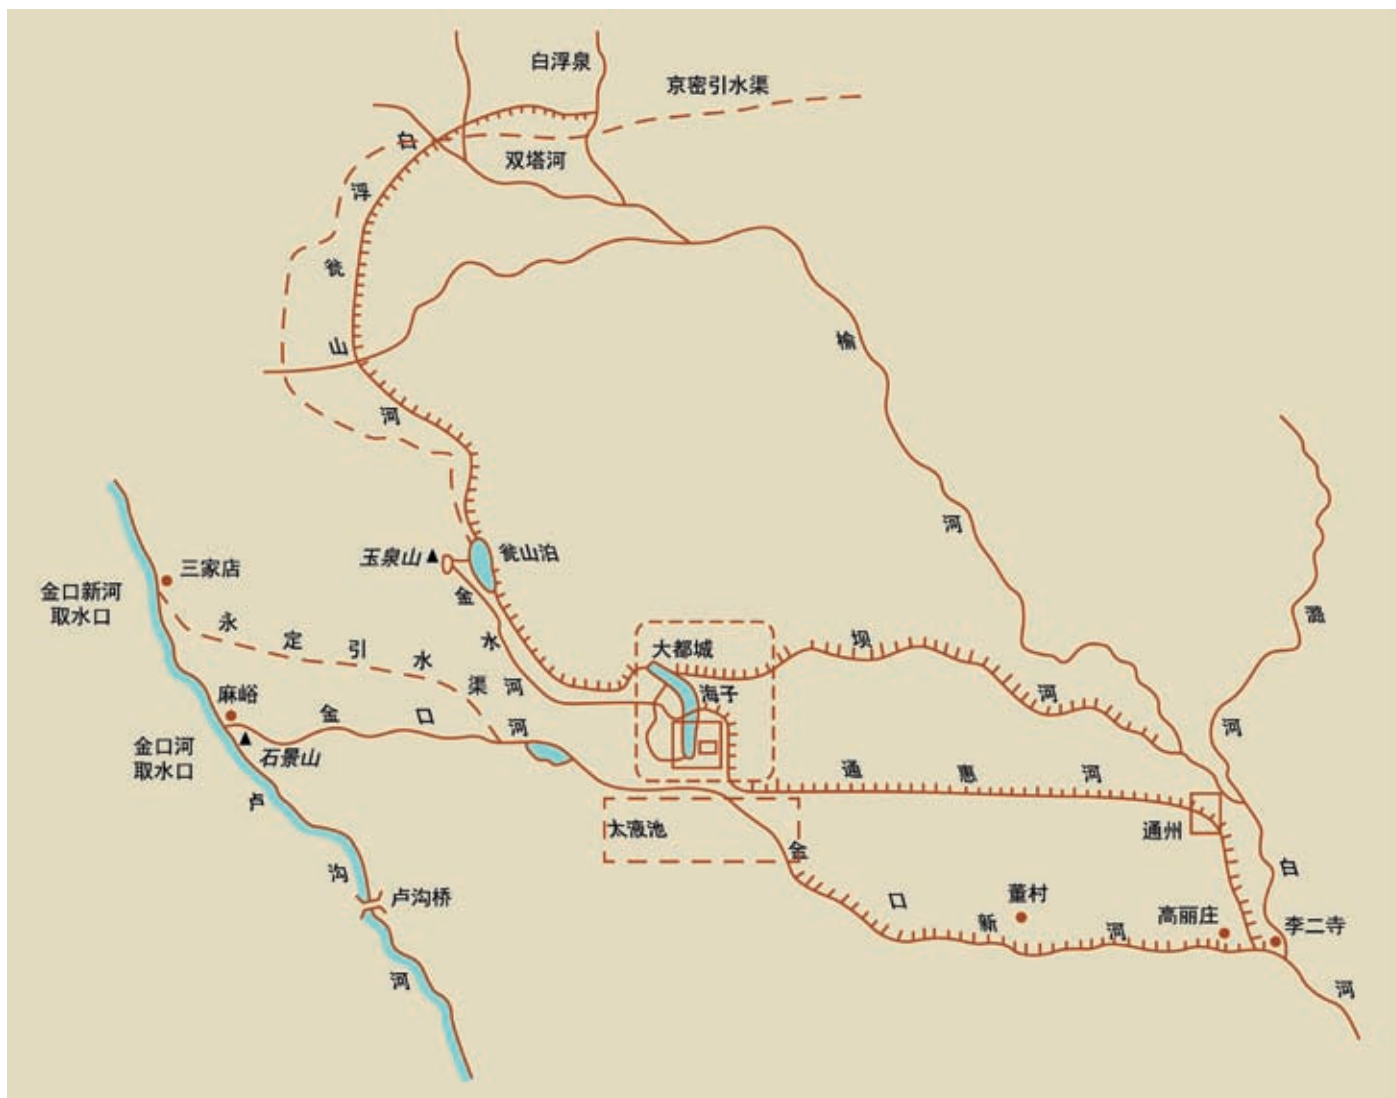 白浮泉
京密引水渠
双塔河
白浮瓮山河
榆河
潞河
玉泉山
瓮山泊
金水河
三家店
金口新河
取水口
永定引水渠
麻峪
金口河
金口河
取水口
石景山
卢沟河
卢沟桥
大都城
海子
坝河
通惠河
通州
太液池
金口新河
董村
高丽庄
李二寺
白河